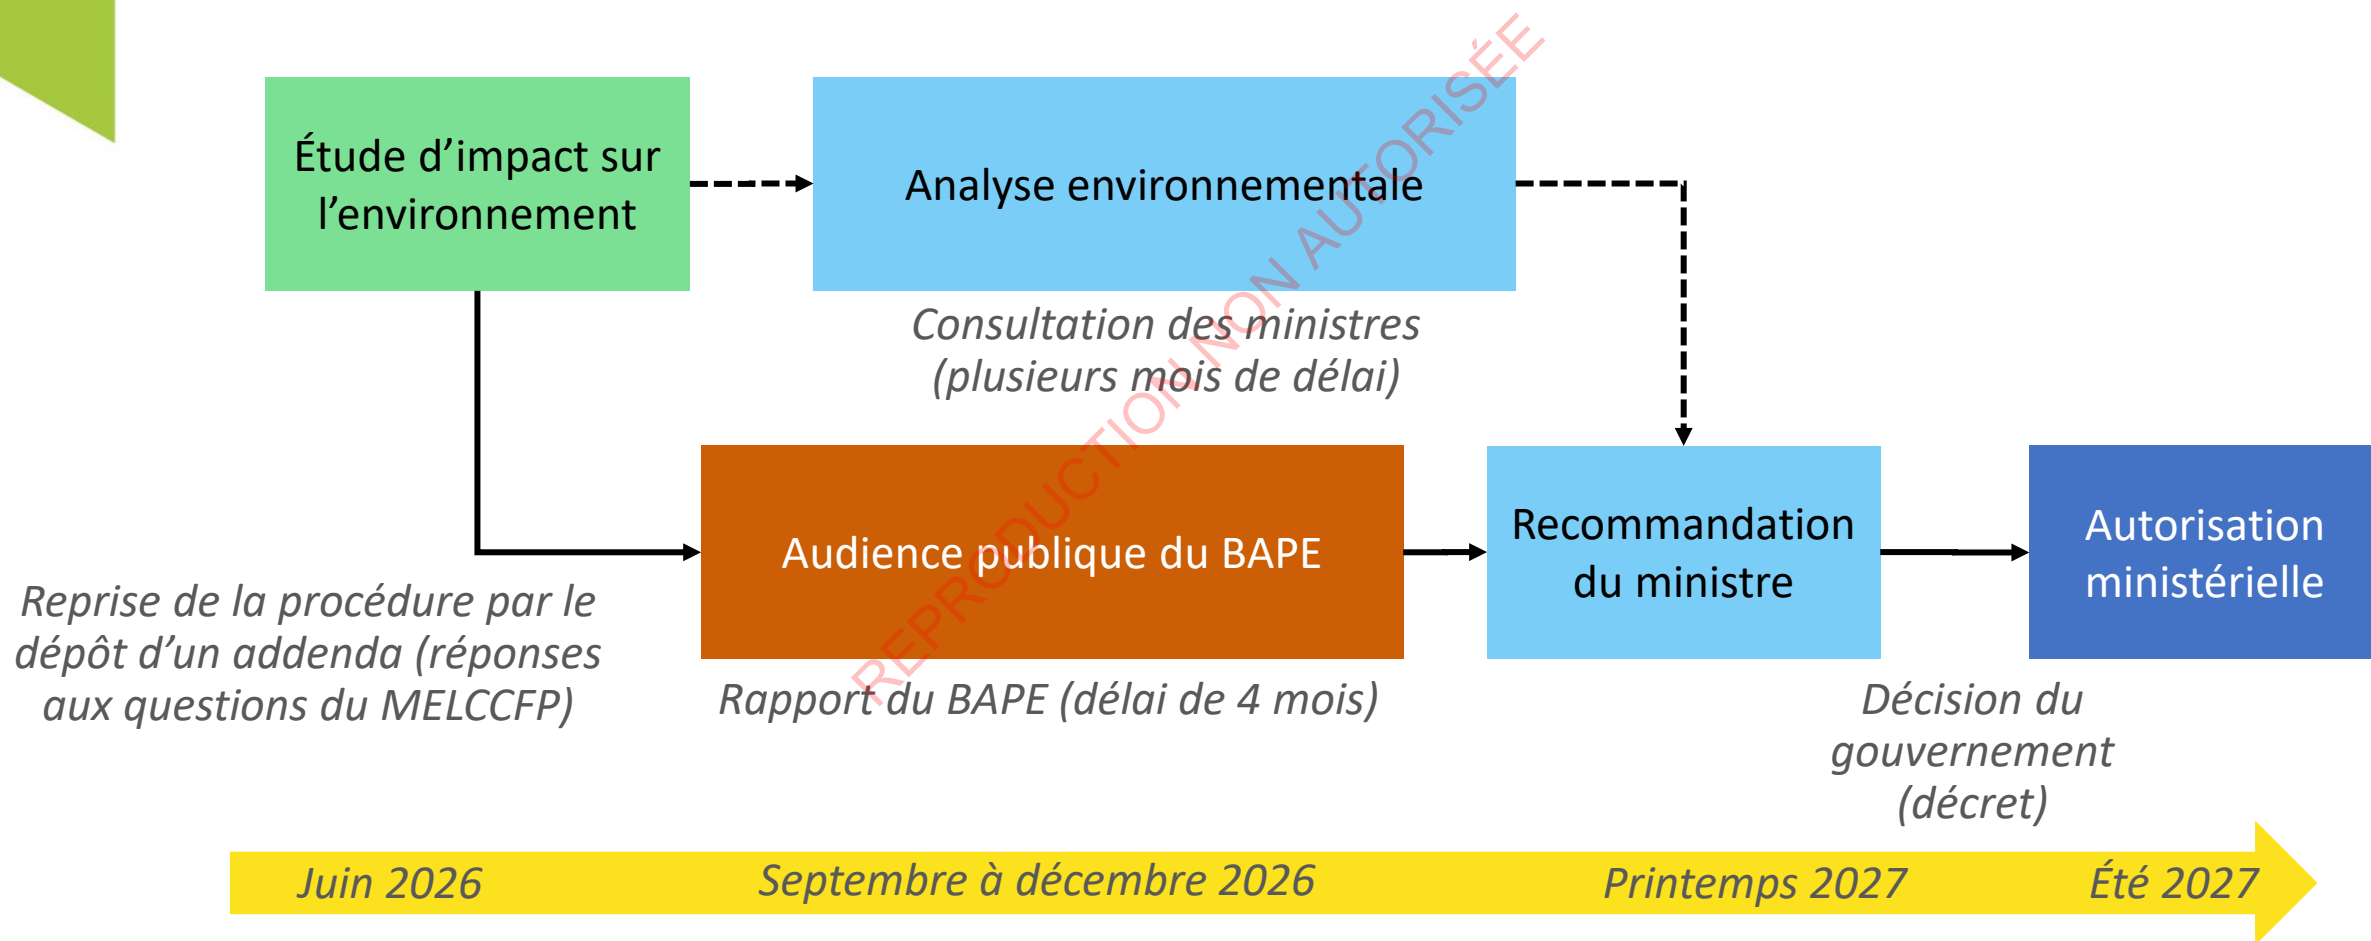 Étude d’impact sur
l’environnement
Analyse environnementale
Consultation des ministres
(plusieurs mois de délai)
Audience publique du BAPE
Rapport du BAPE (délai de 4 mois)
Recommandation
du ministre
Autorisation
ministérielle
Reprise de la procédure par le
dépôt d’un addenda (réponses
aux questions du MELCCFP)
Décision du
gouvernement
(décret)
Juin 2026
Septembre à décembre 2026
Printemps 2027
Été 2027
REPRODUCTION NON AUTORISÉE